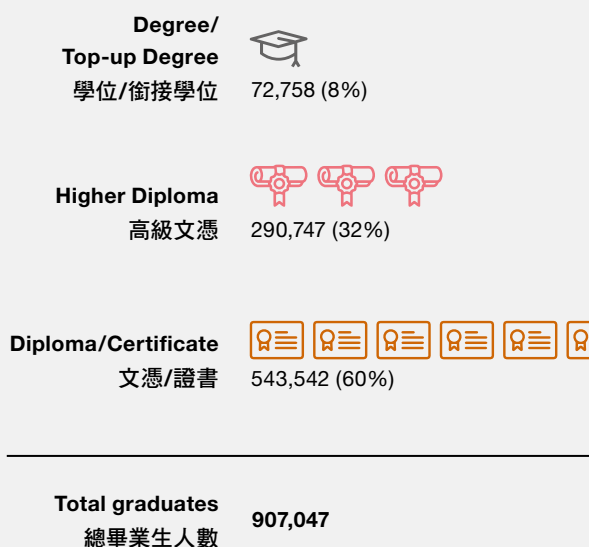 Degree/
Top-up Degree
學位/銜接學位
72,758 (8%)
Higher Diploma
高級文憑
290,747 (32%)
Diploma/Certificate
文憑/證書
543,542 (60%)
Total graduates
總畢業生人數
907,047